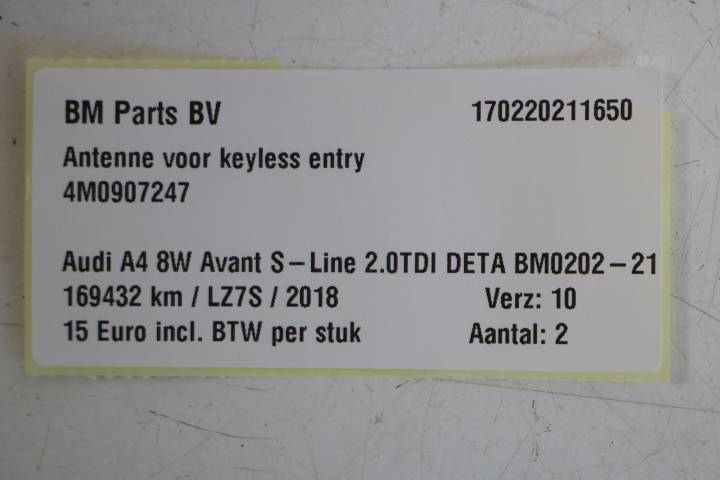 BM Parts BV 170220211650
Antenne voor keyless entry
4M0907247
Audi A4 8W Avant S-Line 2.0TDI DETA BM0202-21
169432 km / LZ7S / 2018 Verz: 10
15 Euro incl. BTW per stuk Aantal: 2